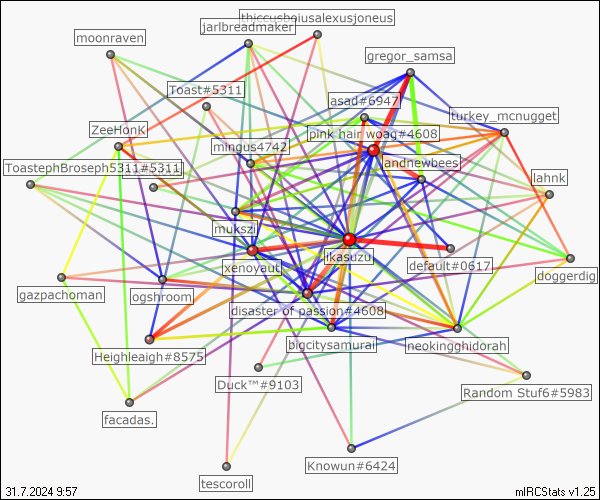 thiccusboiusalexusjoneus
jarlbreadmaker
moonraven
gregor_samsa
Toast#5311
asad#6947
turkey_mcnugget
ZeeHonk
pink hair woag#4608
mingus4742
landnewbees
ToastephBroseph5311#5311
lahnk
mukszi
ikasuzu
xenoyaut
default#0617
doggerdig
gazpachoman
ogshroom
disaster of passion#4608
bigcitysamurai
neokingghidorah
Heighleaigh#8575
Duck™#9103
Random Stuf6#5983
facadas.
Knowun#6424
tescoroll
31.7.2024 9:57
mIRCStats v1.25